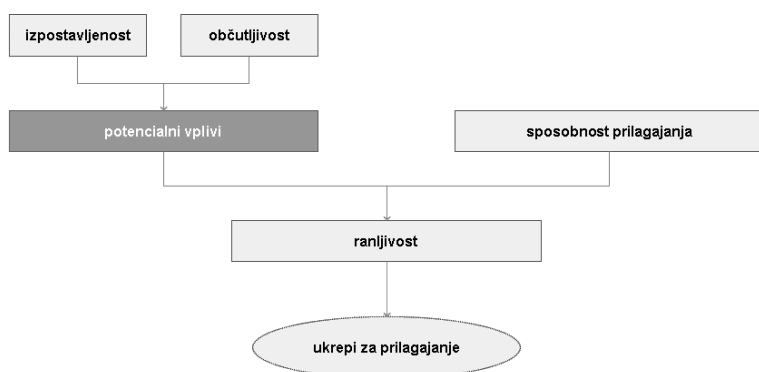 izpostavljenost
občutljivost
potencialni vplivi
sposobnost prilagajanja
ranljivost
ukrepi za prilagajanje